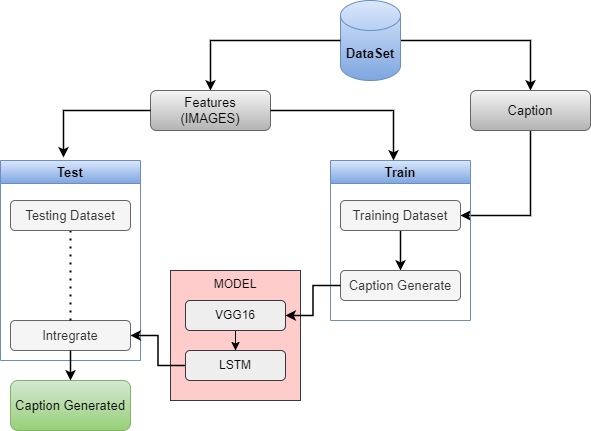 DataSet
Features
(IMAGES)
Caption
Test
Train
Testing Dataset
Training Dataset
Caption Generate
MODEL
VGG16
Intregrate
LSTM
Caption Generated